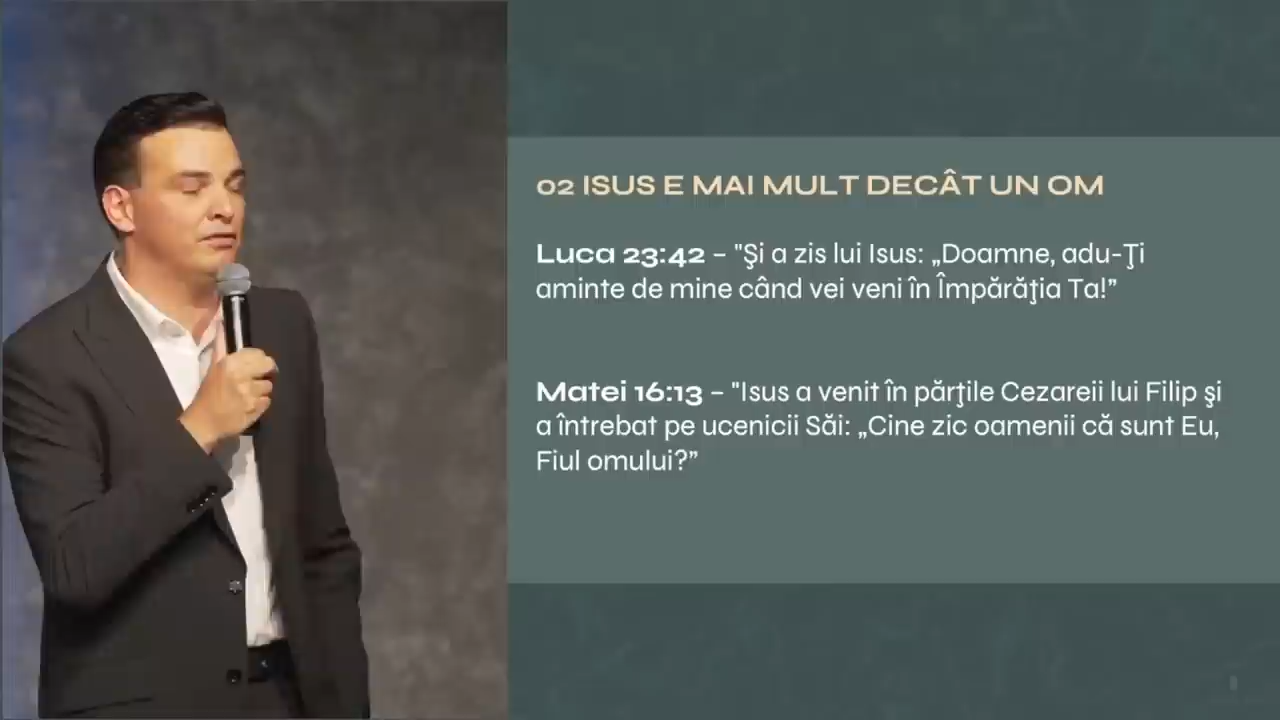 02 ISUS E MAI MULT DECÂT UN OM
Luca 23:42 – "Şi a zis lui Isus: „Doamne, adu-Ţi
aminte de mine când vei veni în Împărăţia Ta!”
Matei 16:13 – "Isus a venit în părţile Cezareii lui Filip şi
a întrebat pe ucenicii Săi: „Cine zic oamenii că sunt Eu,
Fiul omului?”